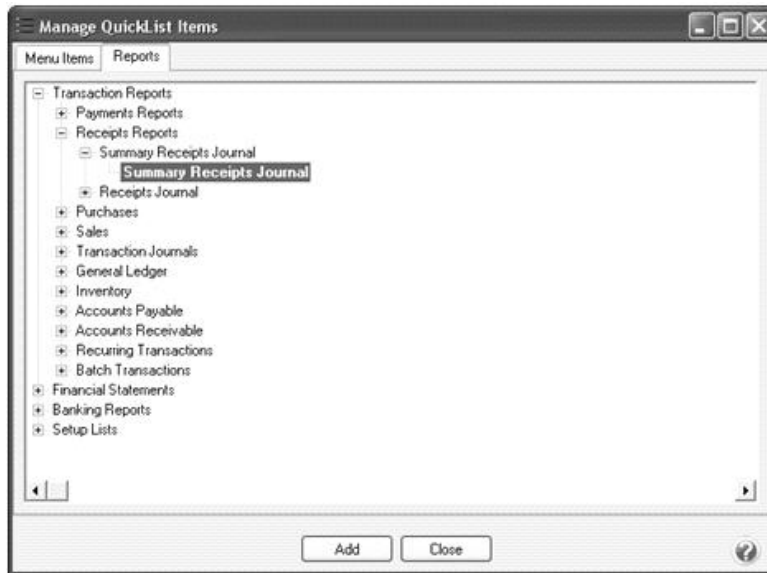 Manage QuickList Items
Menu Items Reports
Transaction Reports
Payments Reports
Receipts Reports
Summary Receipts Journal
Summary Receipts Journal
Receipts Journal
Purchases
Sales
Transaction Journals
General Ledger
Inventory
Accounts Payable
Accounts Receivable
Recurring Transactions
Batch Transactions
Financial Statements
Banking Reports
Setup Lists
Add Close